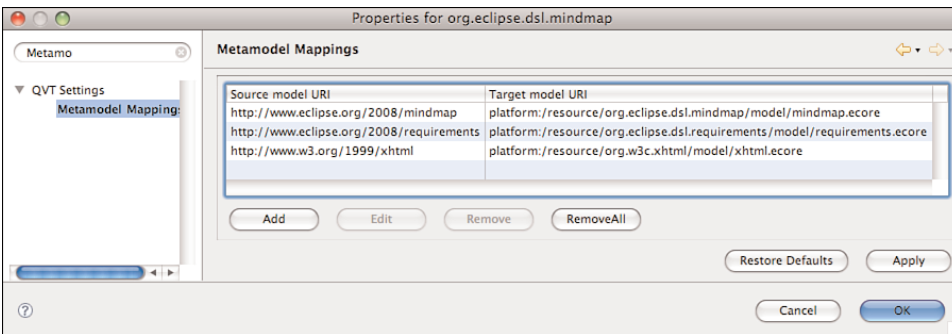 Properties for org.eclipse.dsl.mindmap
Metamo
Metamodel Mappings
QVT Settings
Metamodel Mappings
Source model URI Target model URI
http://www.eclipse.org/2008/mindmap platform:/resource/org.eclipse.dsl.mindmap/model/mindmap.ecore
http://www.eclipse.org/2008/requirements platform:/resource/org.eclipse.dsl.requirements/model/requirements.ecore
http://www.w3.org/1999/xhtml platform:/resource/org.w3c.xhtml/model/xhtml.ecore
Add Edit Remove RemoveAll
Restore Defaults Apply
? Cancel OK